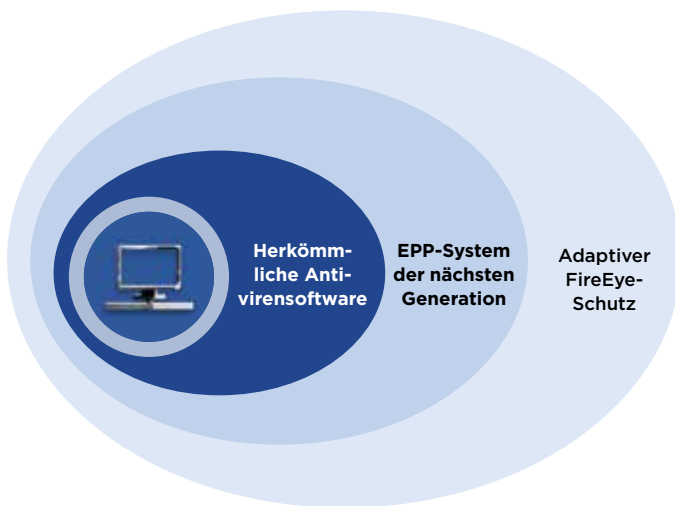 Herkömm-
liche Anti-
virensoftware
EPP-System
der nächsten
Generation
Adaptiver
FireEye-
Schutz